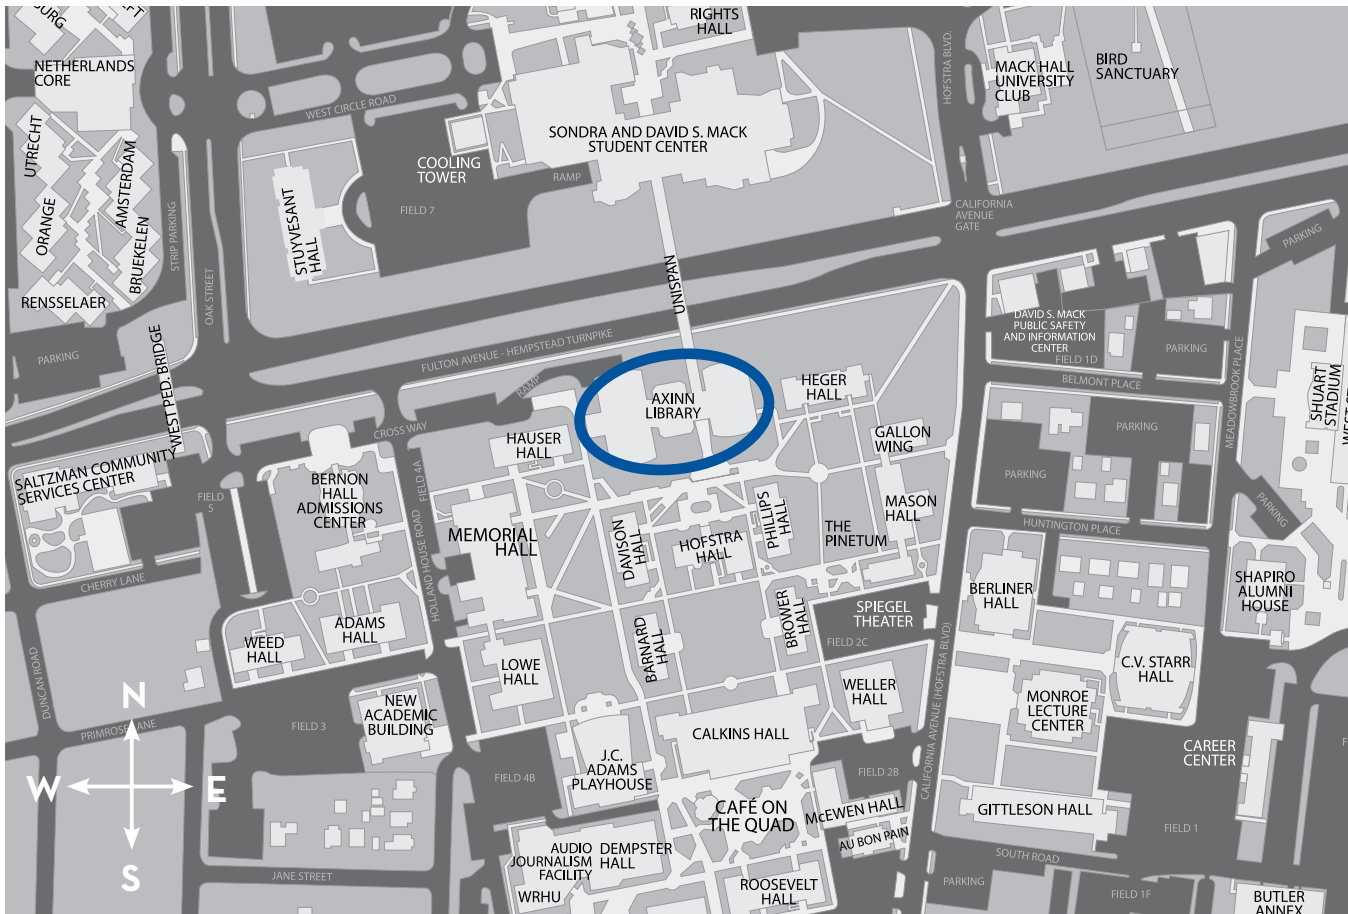 RIGHTS
HALL
NETHERLANDS
CORE
MACK HALL
UNIVERSITY
CLUB
BIRD
SANCTUARY
HOFSTRA BLVD.
WEST CIRCLE ROAD
UTRECHT
AMSTERDAM
SONDRA AND DAVID S. MACK
STUDENT CENTER
COOLING
TOWER
RAMP
FIELD 7
STUYVESANT
HALL
ORANGE
BRUEKELEN
STRIP PARKING
OAK STREET
CALIFORNIA
AVENUE
GATE
PARKING
UNISPAN
RENSSELAER
PARKING
WEST PED. BRIDGE
FULTON AVENUE - HEMPSTEAD TURNPIKE
DAVID S. MACK
PUBLIC SAFETY
AND INFORMATION
CENTER
FIELD 1D
PARKING
MEADOWBROOK PLACE
BELMONT PLACE
RAMP
AXINN
LIBRARY
HEGER
HALL
SHUART
STADIUM
CROSS WAY
HAUSER
HALL
GALLON
WING
PARKING
SALTZMAN COMMUNITY
SERVICES CENTER
FIELD
5
BERNON
HALL
ADMISSIONS
CENTER
FIELD 4A
PARKING
PARKING
MEMORIAL
HALL
DAVISON
HALL
HOFSTRA
HALL
PHILLIPS
HALL
THE
PINETUM
MASON
HALL
HUNTINGTON PLACE
CHERRY LANE
HOLLAND HOUSE ROAD
BERLINER
HALL
SHAPIRO
ALUMNI
HOUSE
WEED
HALL
ADAMS
HALL
BARNARD
HALL
BROWER
HALL
SPIEGEL
THEATER
FIELD 2C
DUNCAN ROAD
LOWE
HALL
WELLER
HALL
C.V. STARR
HALL
MONROE
LECTURE
CENTER
CALIFORNIA AVENUE (HOFSTRA BLVD)
N
W
E
S
PRIMROSE LANE
FIELD 3
NEW
ACADEMIC
BUILDING
CALKINS HALL
J.C.
ADAMS
PLAYHOUSE
FIELD 4B
FIELD 2B
CAREER
CENTER
CAFÉ ON
THE QUAD
McEWEN HALL
AU BON PAIN
GITTLESON HALL
FIELD 1
AUDIO
JOURNALISM
FACILITY
DEMPSTER
HALL
WRHU
ROOSEVELT
HALL
JANE STREET
SOUTH ROAD
PARKING
FIELD 1F
BUTLER
ANNEX